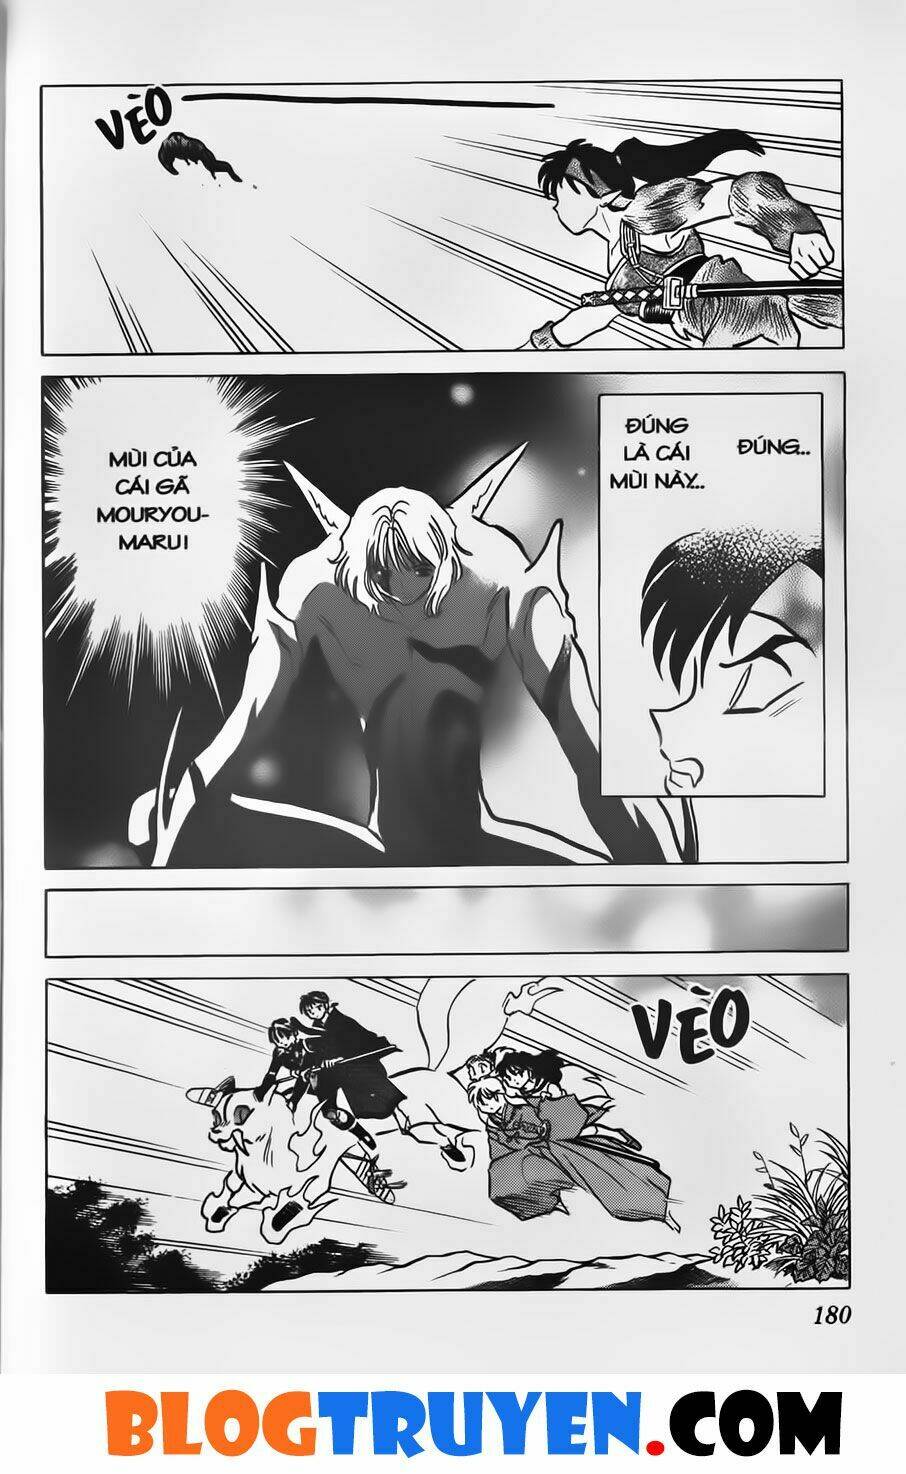 VÈO
ĐÚNG..
ĐÚNG
LÀ CÁI
MÙI NÀY..
MÙI CỦA
CÁI GÃ
MOURYOU-
MARU!
VÈO
180
BLOGTRUYEN.COM